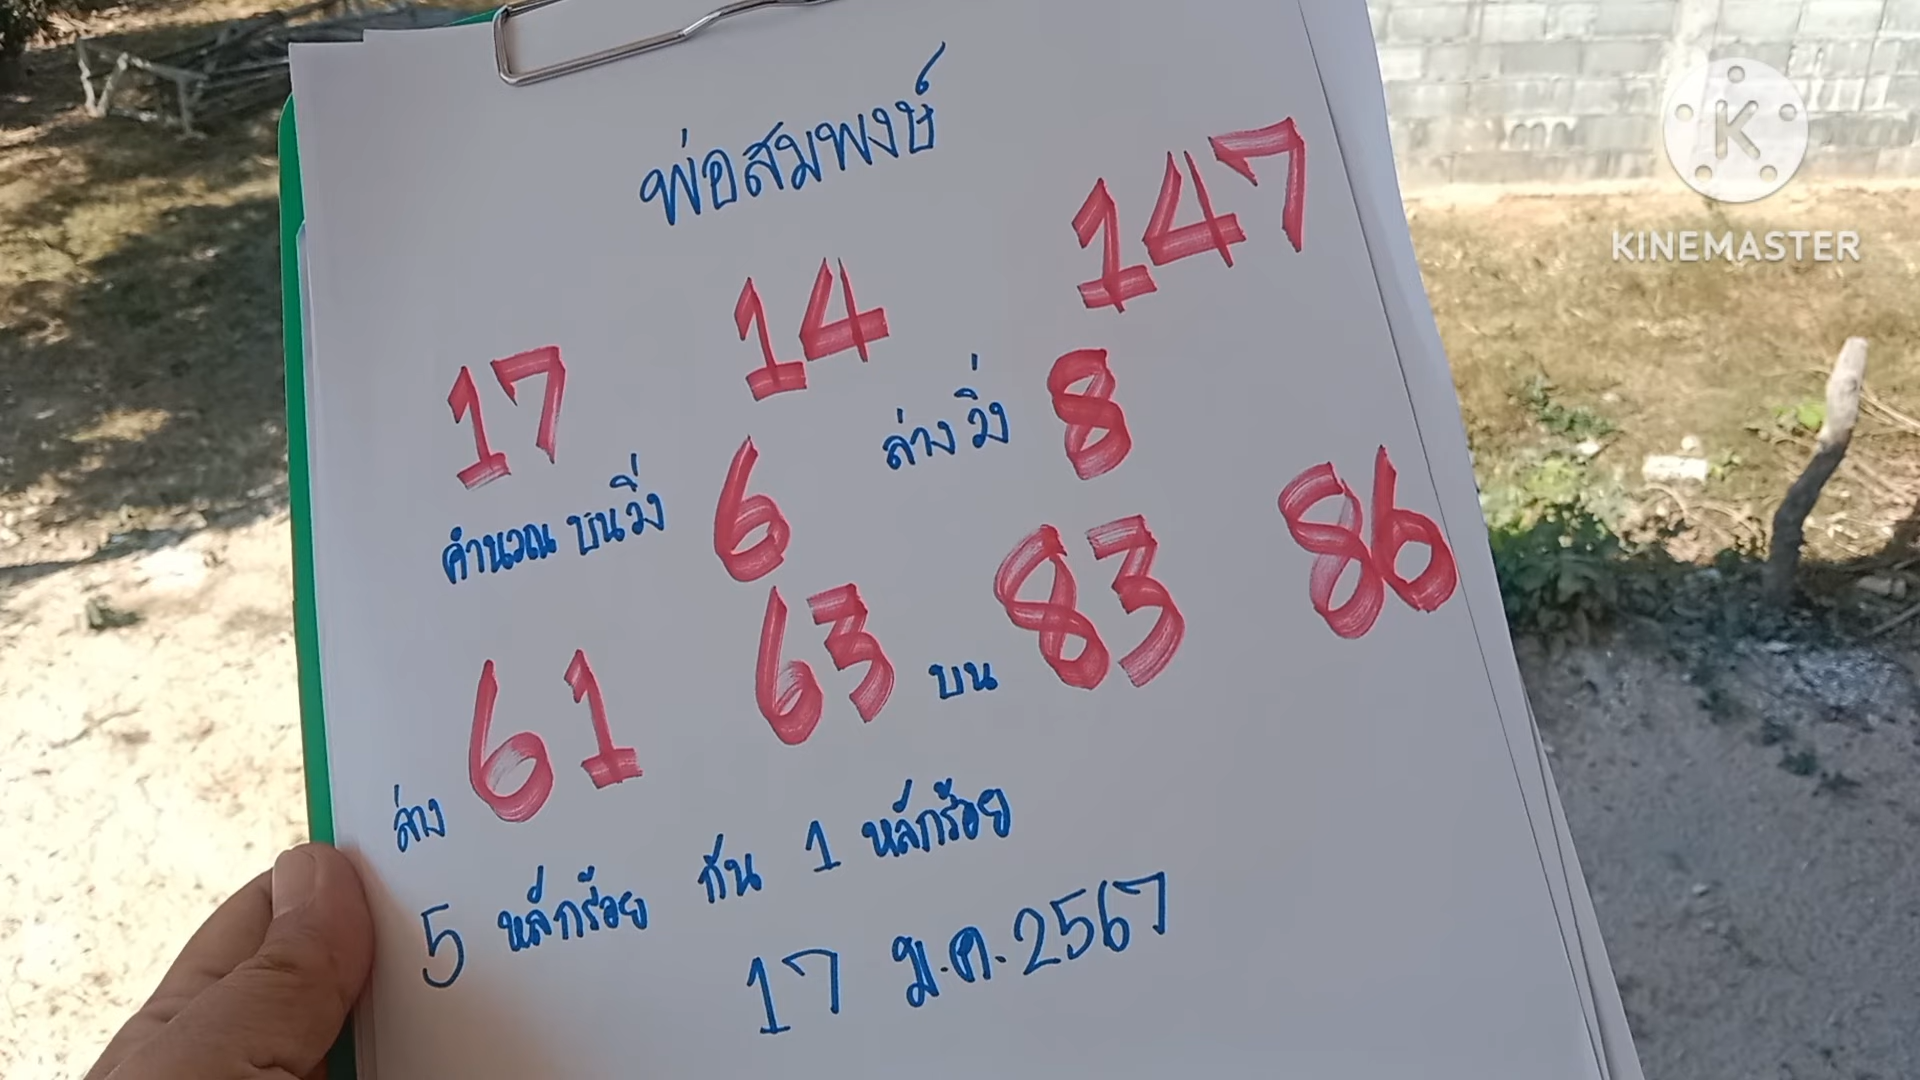 พ่อสมพงษ์
17 14 147
คำนวณ บนวิ่ง 6 ล่างวิ่ง 8
ล่าง 61 63 บน 83 86
5 หลักร้อย กัน 1 หลักร้อย
17 ม.ค. 2567
K
KINEMASTER